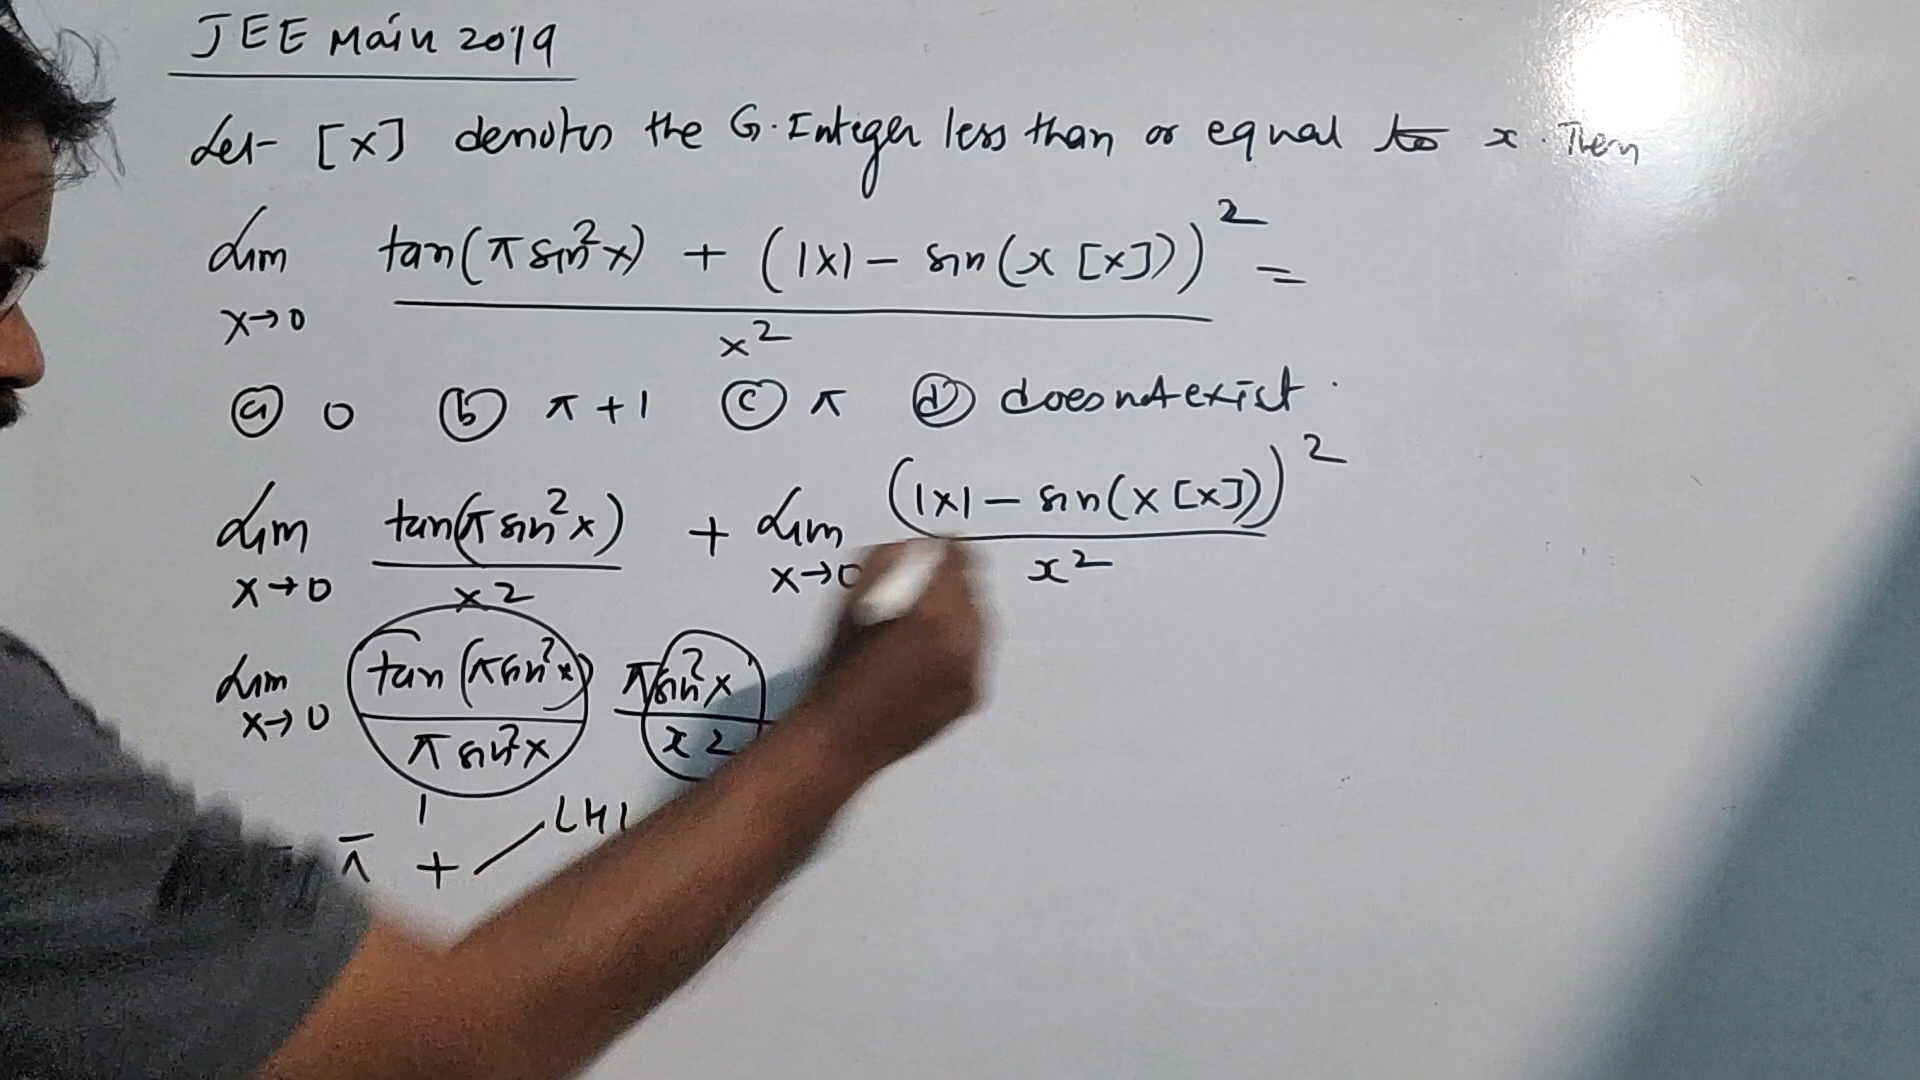 JEE Main 2019
Let [x] denotes the G. Integer less than or equal to x. Then
Lim x→0 (tan(π sin²x) + (|x| − sin(x [x]))²) / x² =
ⓐ 0 ⓑ π + 1 ⓒ π ⓓ does not exist.
Lim x→0 tan(π sin²x) / x² + Lim x→0 (|x| − sin(x [x]))² / x²
Lim x→0 tan(π sin²x) / π sin²x π sin²x / x²
1
π + LHL